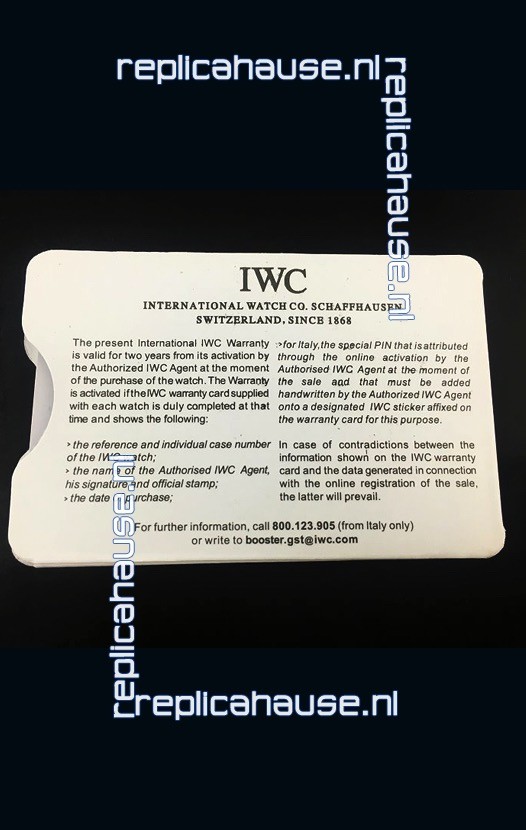 replicahause.nl
replicahause.nl
IWC
INTERNATIONAL WATCH CO. SCHAFFHAUSEN
SWITZERLAND, SINCE 1868
The present International IWC Warranty
is valid for two years from its activation by
the Authorized IWC Agent at the moment
of the purchase of the watch. The Warranty
is activated if the IWC warranty card supplied
with each watch is duly completed at that
time and shows the following:
> the reference and individual case number
of the IWC watch;
> the name of the Authorised IWC Agent,
his signature and official stamp;
> the date of purchase;
> for Italy, the special PIN that is attributed
through the online activation by the
Authorised IWC Agent at the moment of
the sale and that must be added
handwritten by the Authorized IWC Agent
onto a designated IWC sticker affixed on
the warranty card for this purpose.
In case of contradictions between the
information shown on the IWC warranty
card and the data generated in connection
with the online registration of the sale,
the latter will prevail.
For further information, call 800.123.905 (from Italy only)
or write to booster.gst@iwc.com
replicahause.nl
replicahause.nl